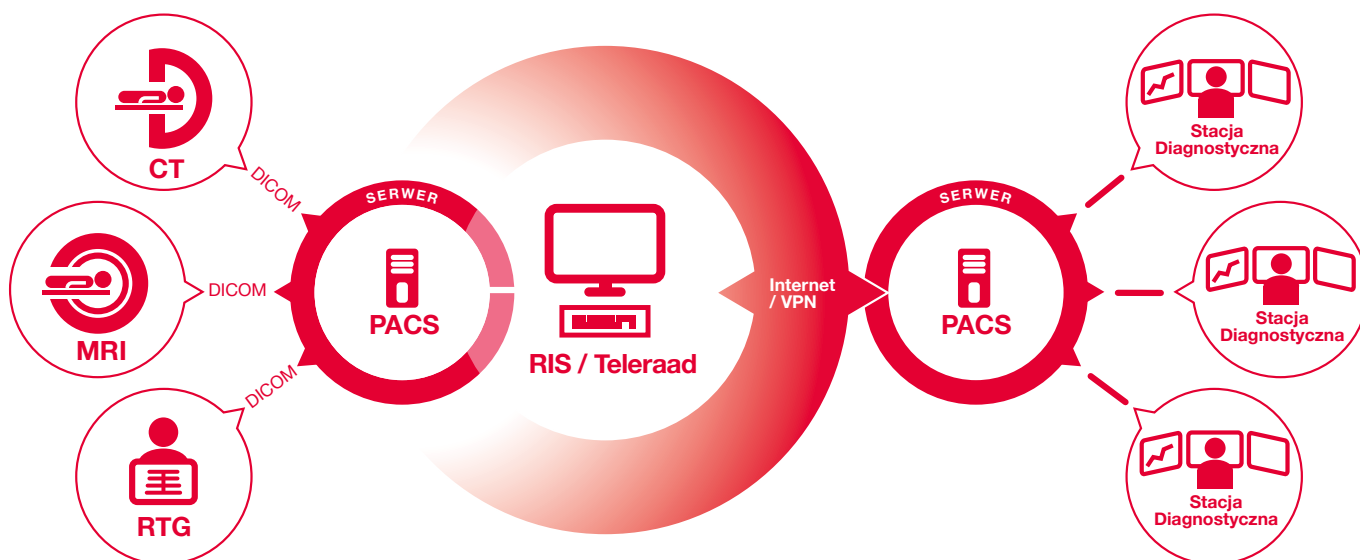 CT
DICOM
MRI
DICOM
RTG
DICOM
SERWER
PACS
RIS / Teleraad
Internet
/ VPN
SERWER
PACS
Stacja
Diagnostyczna
Stacja
Diagnostyczna
Stacja
Diagnostyczna